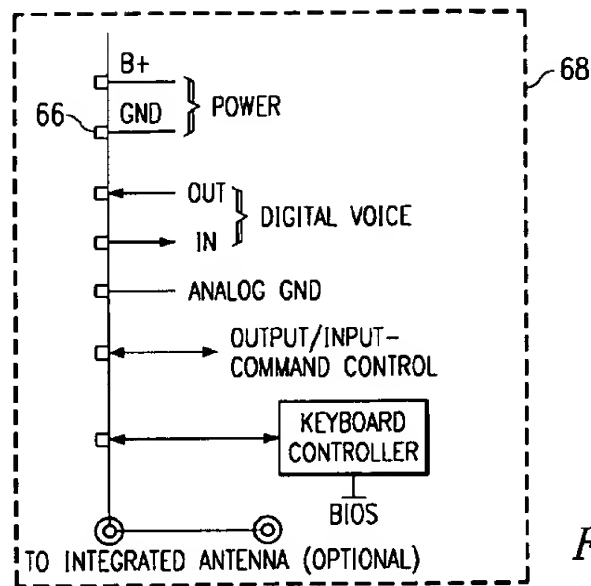 B+
66
GND
POWER
68
OUT
DIGITAL VOICE
IN
ANALOG GND
OUTPUT/INPUT-
COMMAND CONTROL
KEYBOARD
CONTROLLER
BIOS
TO INTEGRATED ANTENNA (OPTIONAL)
F